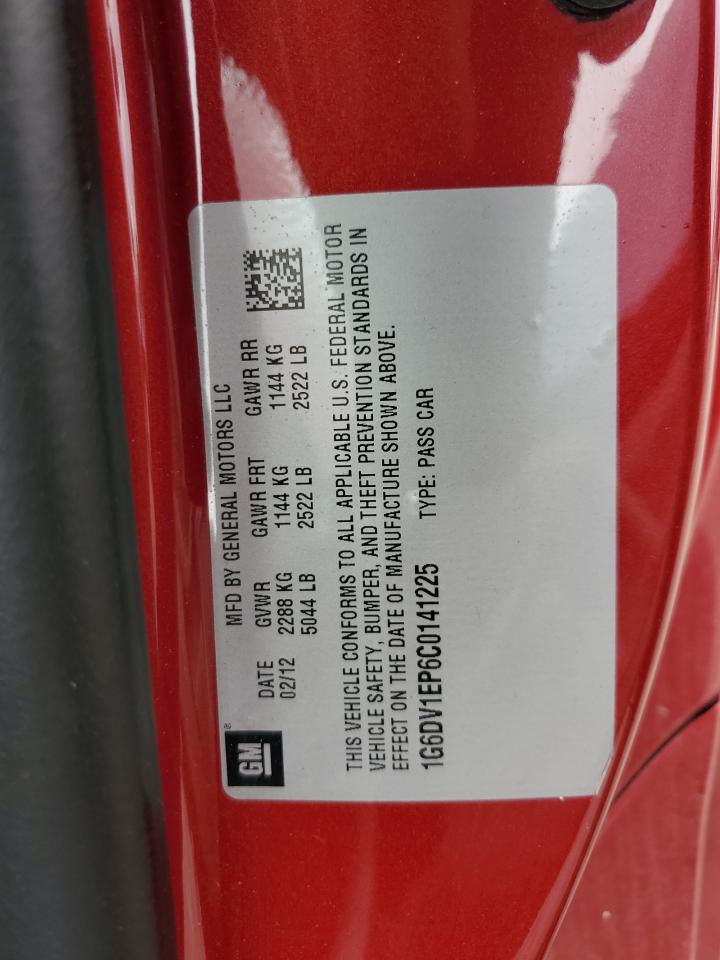 GM®
MFD BY GENERAL MOTORS LLC
DATE GVWR GAWR FRT GAWR RR
02/12 2288 KG 1144 KG 1144 KG
5044 LB 2522 LB 2522 LB
THIS VEHICLE CONFORMS TO ALL APPLICABLE U.S. FEDERAL MOTOR
VEHICLE SAFETY, BUMPER, AND THEFT PREVENTION STANDARDS IN
EFFECT ON THE DATE OF MANUFACTURE SHOWN ABOVE.
1G6DV1EP6C0141225 TYPE: PASS CAR